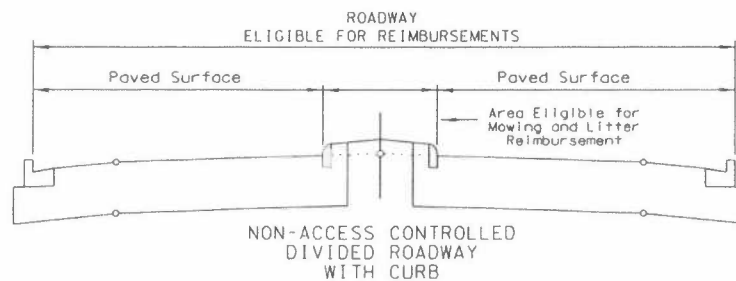 ROADWAY
ELIGIBLE FOR REIMBURSEMENTS
Paved Surface
Paved Surface
Area Eligible for
Mowing and Litter
Reimbursement
NON-ACCESS CONTROLLED
DIVIDED ROADWAY
WITH CURB